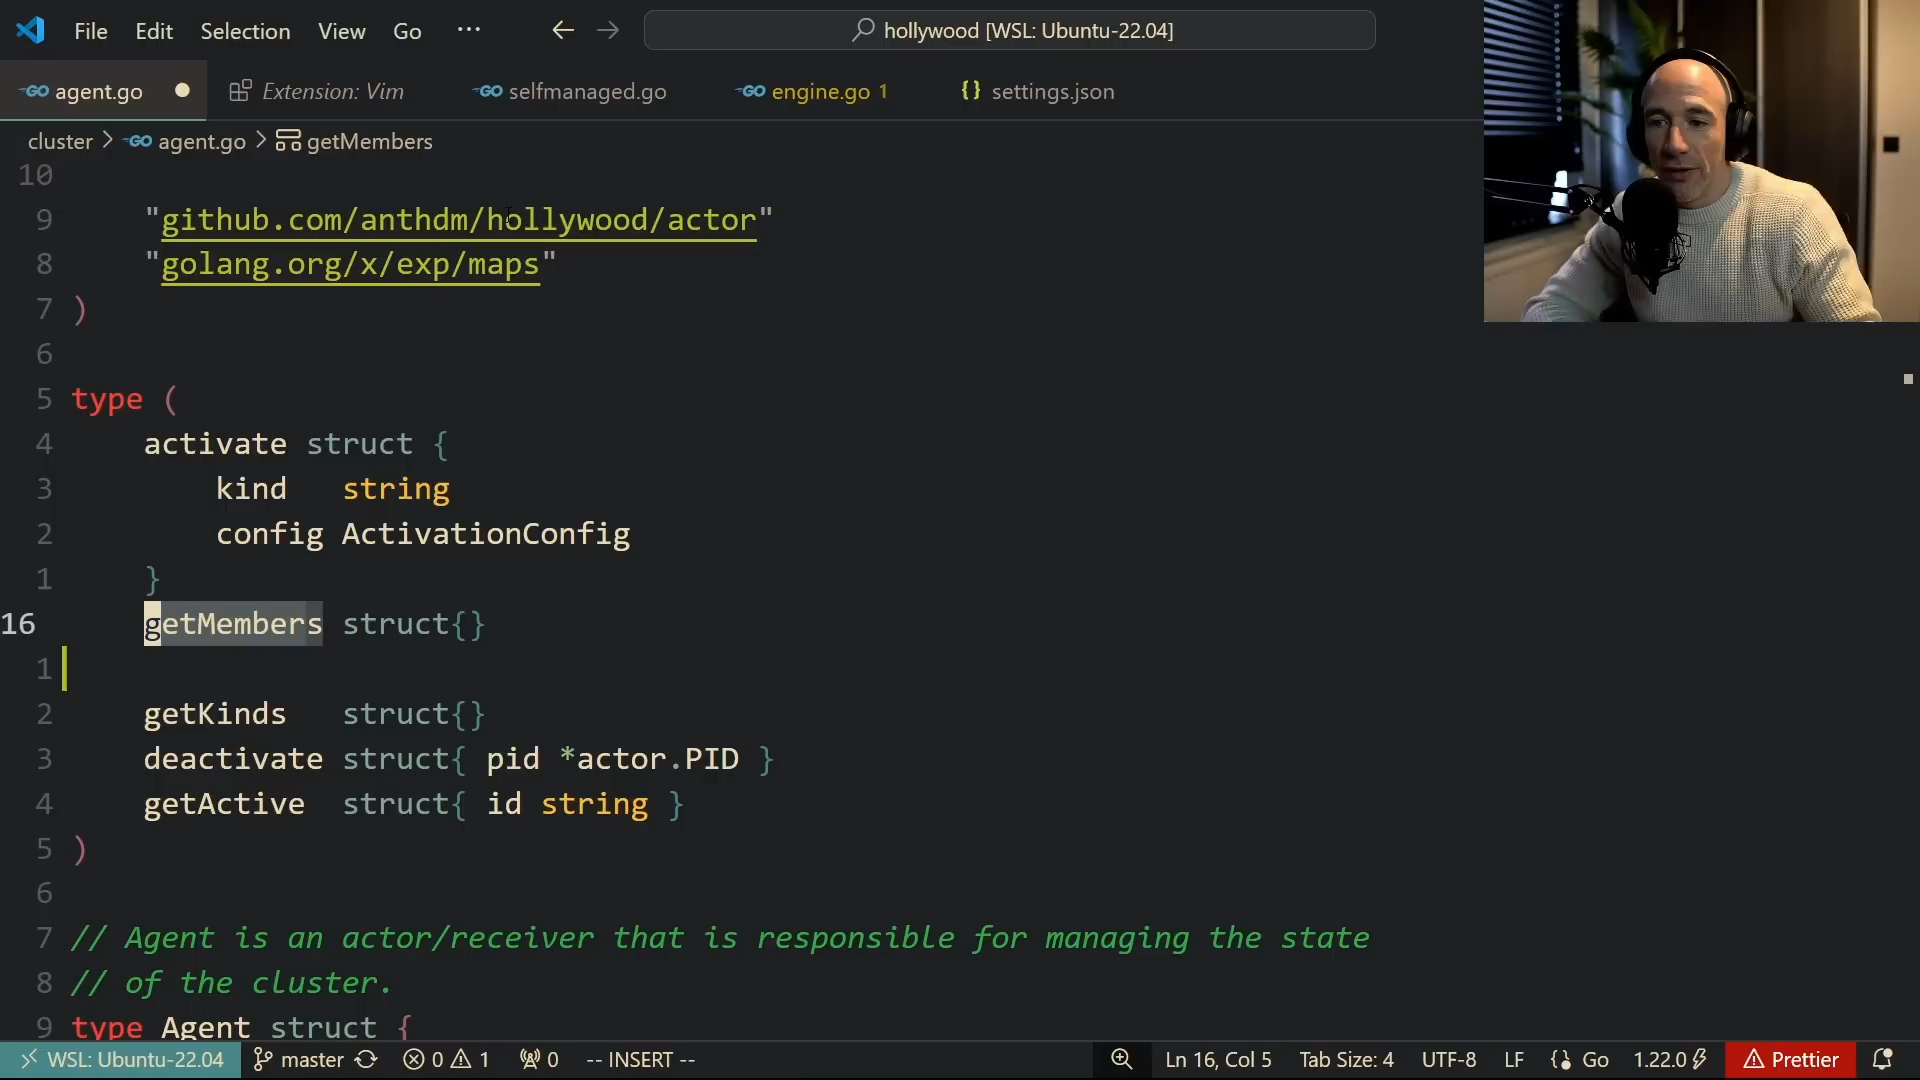 File Edit Selection View Go ··· hollywood [WSL: Ubuntu-22.04]
agent.go Extension: Vim selfmanaged.go engine.go 1 {} settings.json
cluster > agent.go > getMembers
10
9 "github.com/anthdm/hollywood/actor"
8 "golang.org/x/exp/maps"
7 )
6
5 type (
4 activate struct {
3 kind string
2 config ActivationConfig
1 }
16 getMembers struct{}
1
2 getKinds struct{}
3 deactivate struct{ pid *actor.PID }
4 getActive struct{ id string }
5 )
6
7 // Agent is an actor/receiver that is responsible for managing the state
8 // of the cluster.
9 type Agent struct {
WSL: Ubuntu-22.04 master 0 1 0 -- INSERT -- Ln 16, Col 5 Tab Size: 4 UTF-8 LF Go 1.22.0 Prettier